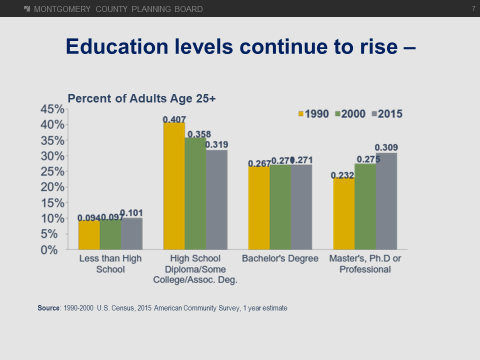 MONTGOMERY COUNTY PLANNING BOARD
7
Education levels continue to rise –
Percent of Adults Age 25+
1990 2000 2015
45%
40%
35%
30%
25%
20%
15%
10%
5%
0%
0.094 0.097 0.101
0.407 0.358 0.319
0.267 0.270 0.271
0.232 0.275 0.309
Less than High
School
High School
Diploma/Some
College/Assoc. Deg.
Bachelor's Degree
Master's, Ph.D or
Professional
Source: 1990-2000 U.S. Census, 2015 American Community Survey, 1 year estimate